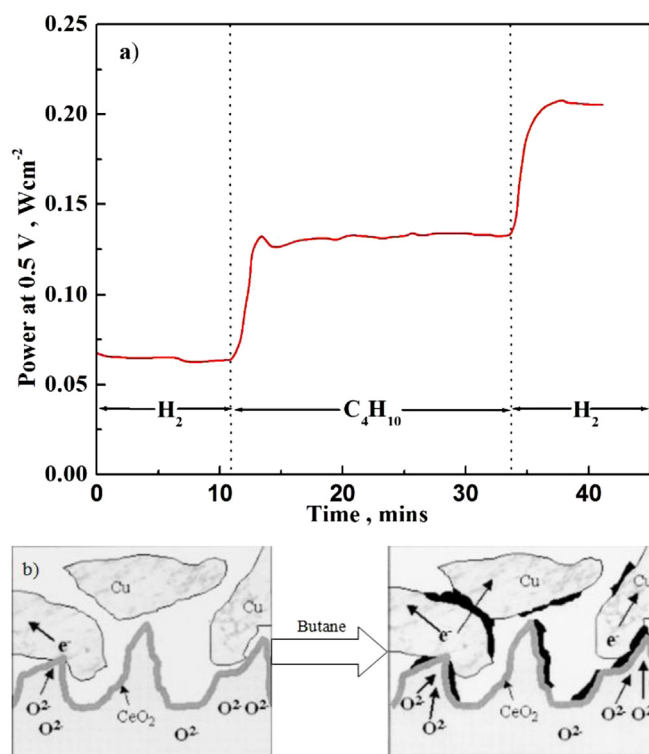 0.25
a)
0.20
0.15
0.10
0.05
0.00
Power at 0.5 V , Wcm⁻²
H₂
C₄H₁₀
H₂
0
10
20
30
40
Time , mins
b)
Cu
Cu
e⁻
O²⁻
O²⁻
CeO₂
O²⁻
O²⁻O²⁻
Butane
Cu
Cu
e⁻
e⁻
O²⁻
O²⁻
CeO₂
O²⁻
O²⁻
O²⁻